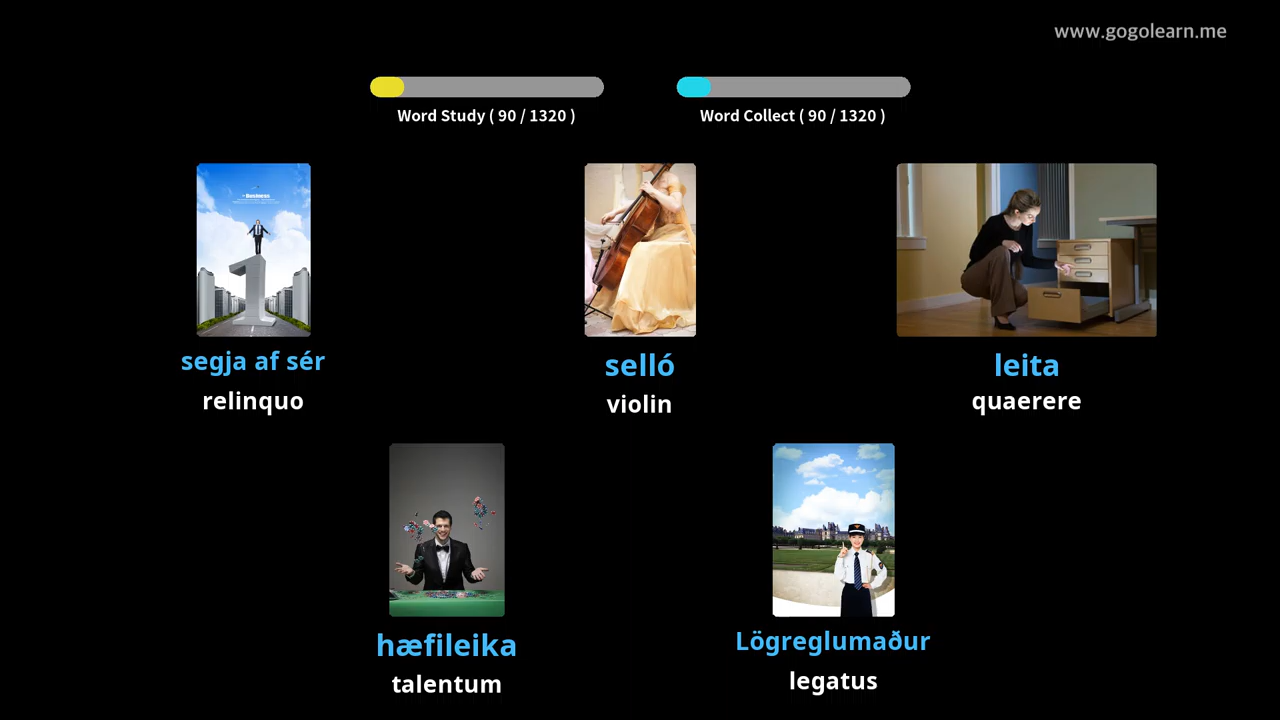 www.gogolearn.me
Word Study ( 90 / 1320 )
Word Collect ( 90 / 1320 )
Business
segja af sér
relinquo
selló
violin
leita
quaerere
hæfileika
talentum
Lögreglumaður
legatus